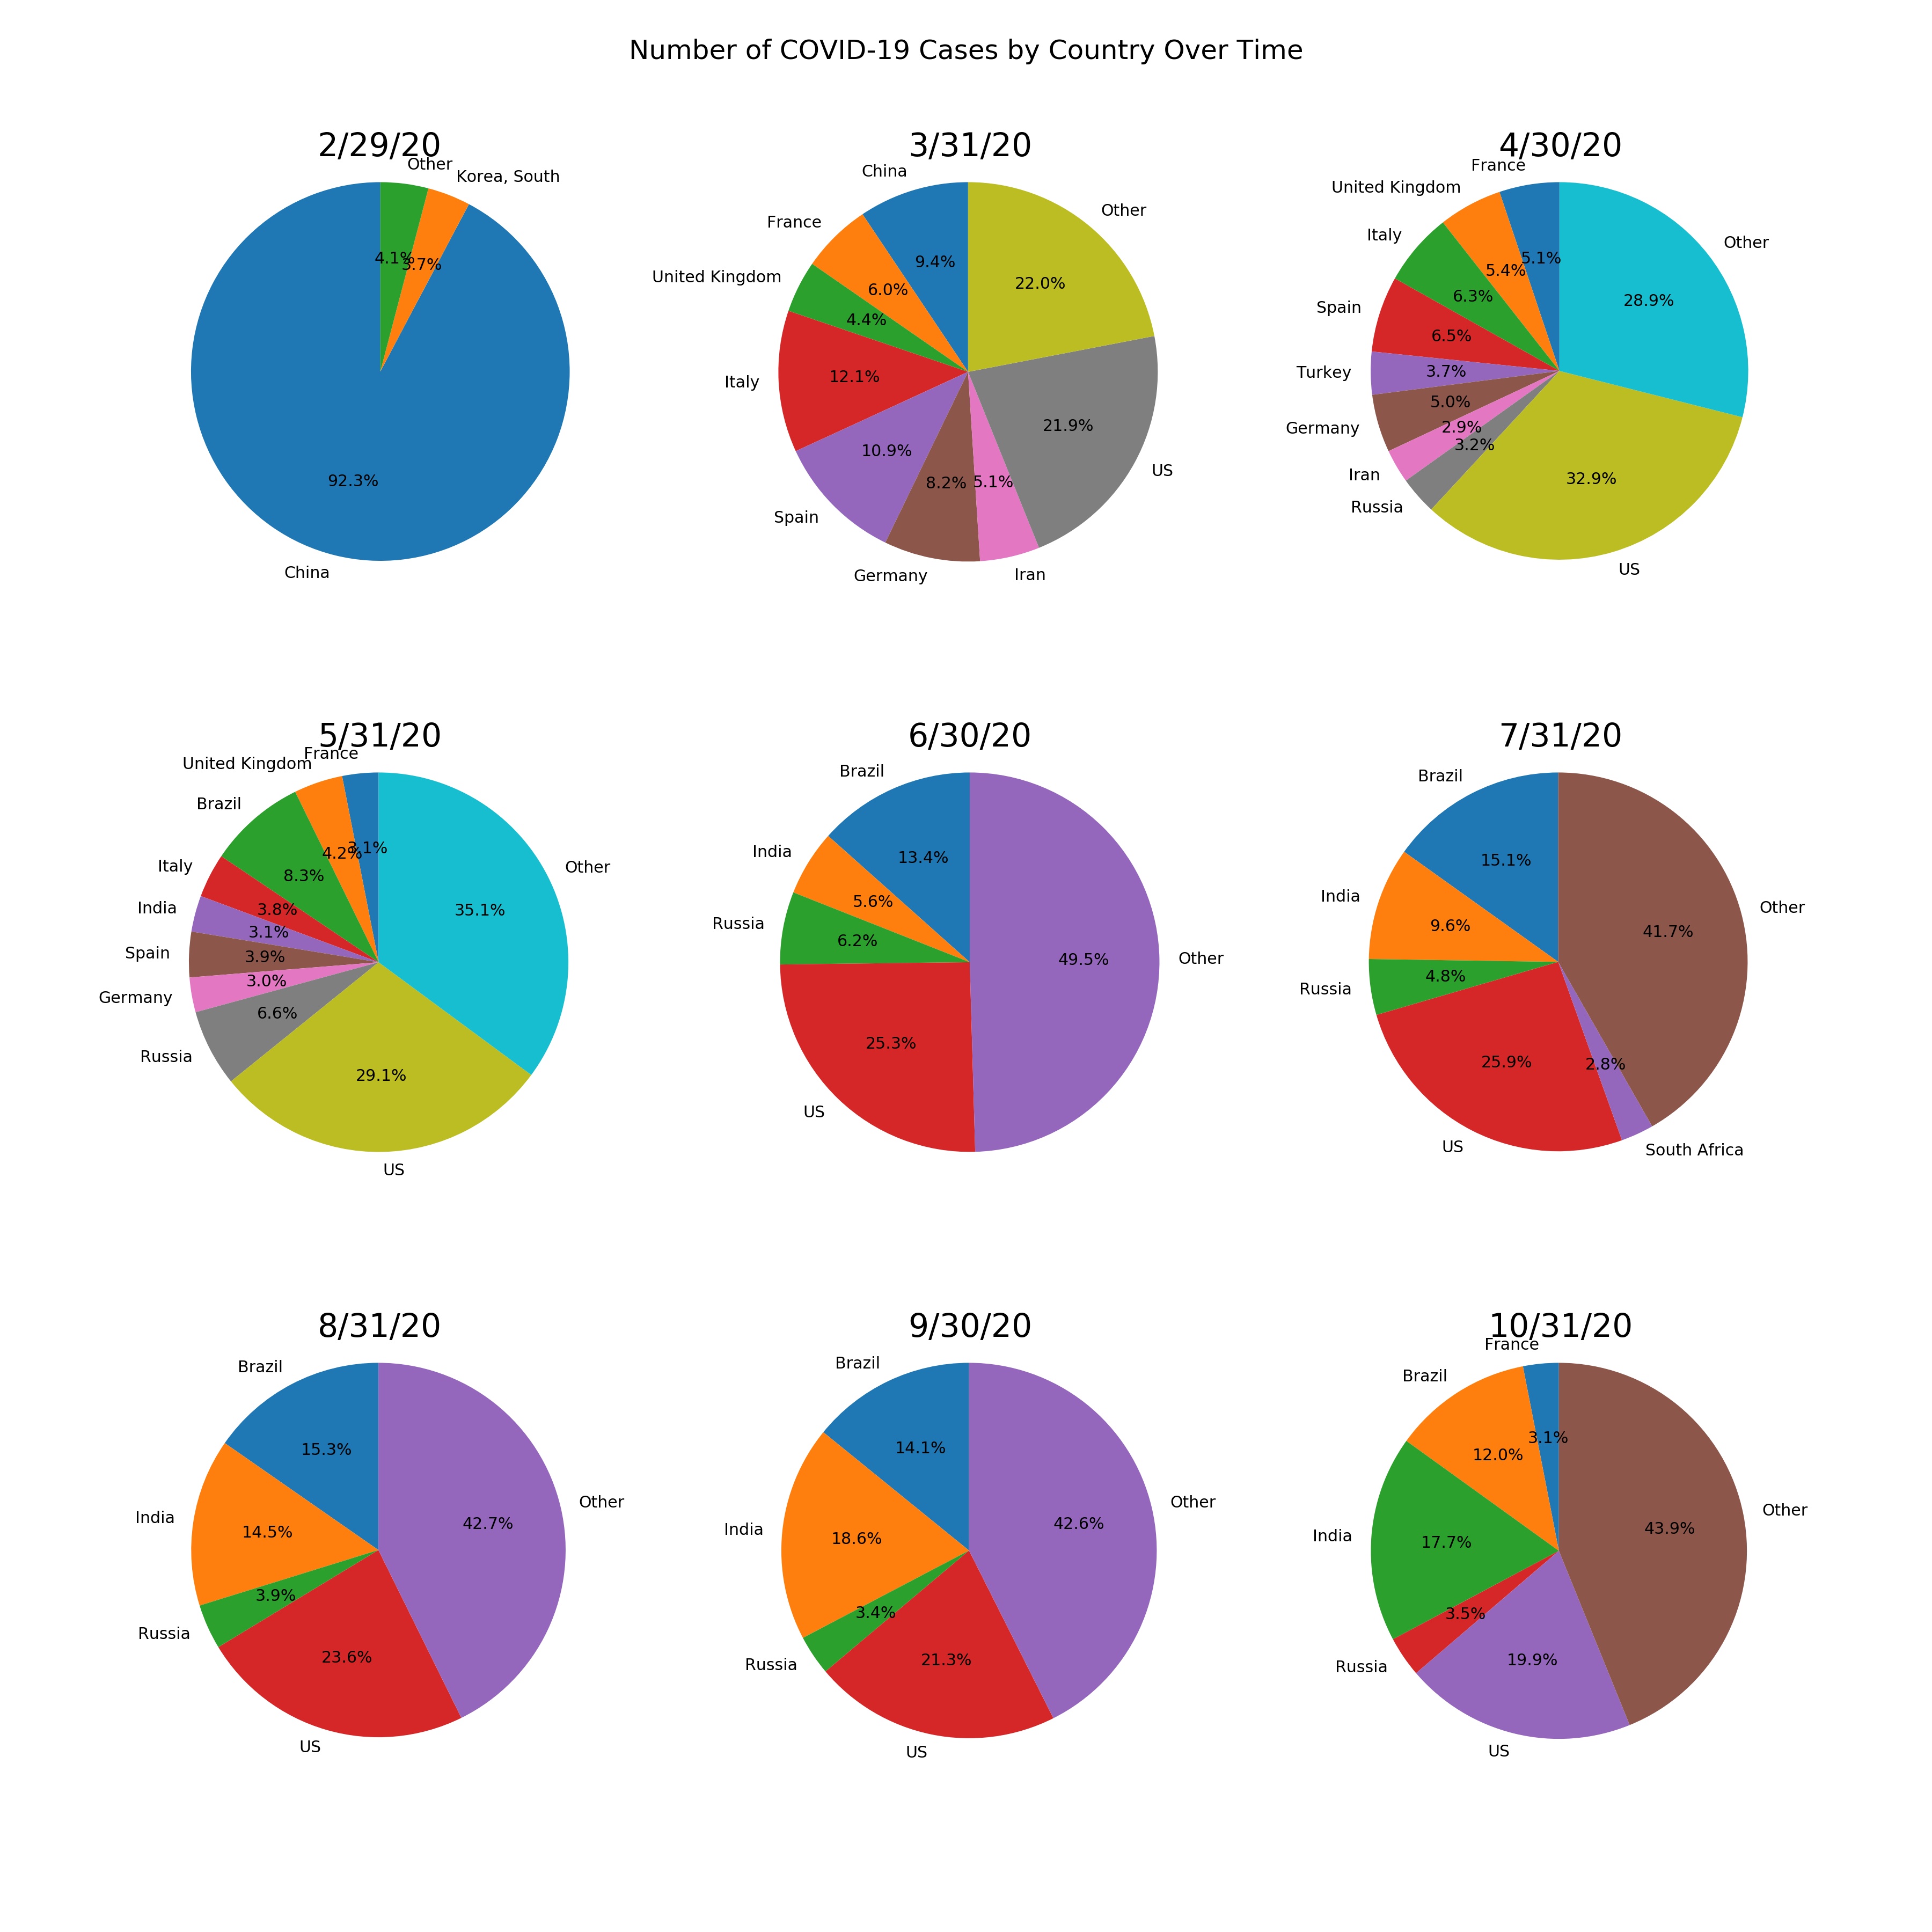 Number of COVID-19 Cases by Country Over Time
2/29/20
Other
Korea, South
4.1%
3.7%
92.3%
China
3/31/20
China
France
United Kingdom
Italy
Spain
Germany
Iran
US
Other
9.4%
6.0%
4.4%
12.1%
10.9%
8.2%
5.1%
21.9%
22.0%
4/30/20
France
United Kingdom
Italy
Spain
Turkey
Germany
Iran
Russia
US
Other
5.1%
5.4%
6.3%
6.5%
3.7%
5.0%
2.9%
3.2%
32.9%
28.9%
5/31/20
France
United Kingdom
Brazil
Italy
India
Spain
Germany
Russia
US
Other
3.1%
4.2%
8.3%
3.8%
3.1%
3.9%
3.0%
6.6%
29.1%
35.1%
6/30/20
Brazil
India
Russia
US
Other
13.4%
5.6%
6.2%
25.3%
49.5%
7/31/20
Brazil
India
Russia
US
South Africa
Other
15.1%
9.6%
4.8%
25.9%
2.8%
41.7%
8/31/20
Brazil
India
Russia
US
Other
15.3%
14.5%
3.9%
23.6%
42.7%
9/30/20
Brazil
India
Russia
US
Other
14.1%
18.6%
3.4%
21.3%
42.6%
10/31/20
France
Brazil
India
Russia
US
Other
3.1%
12.0%
17.7%
3.5%
19.9%
43.9%